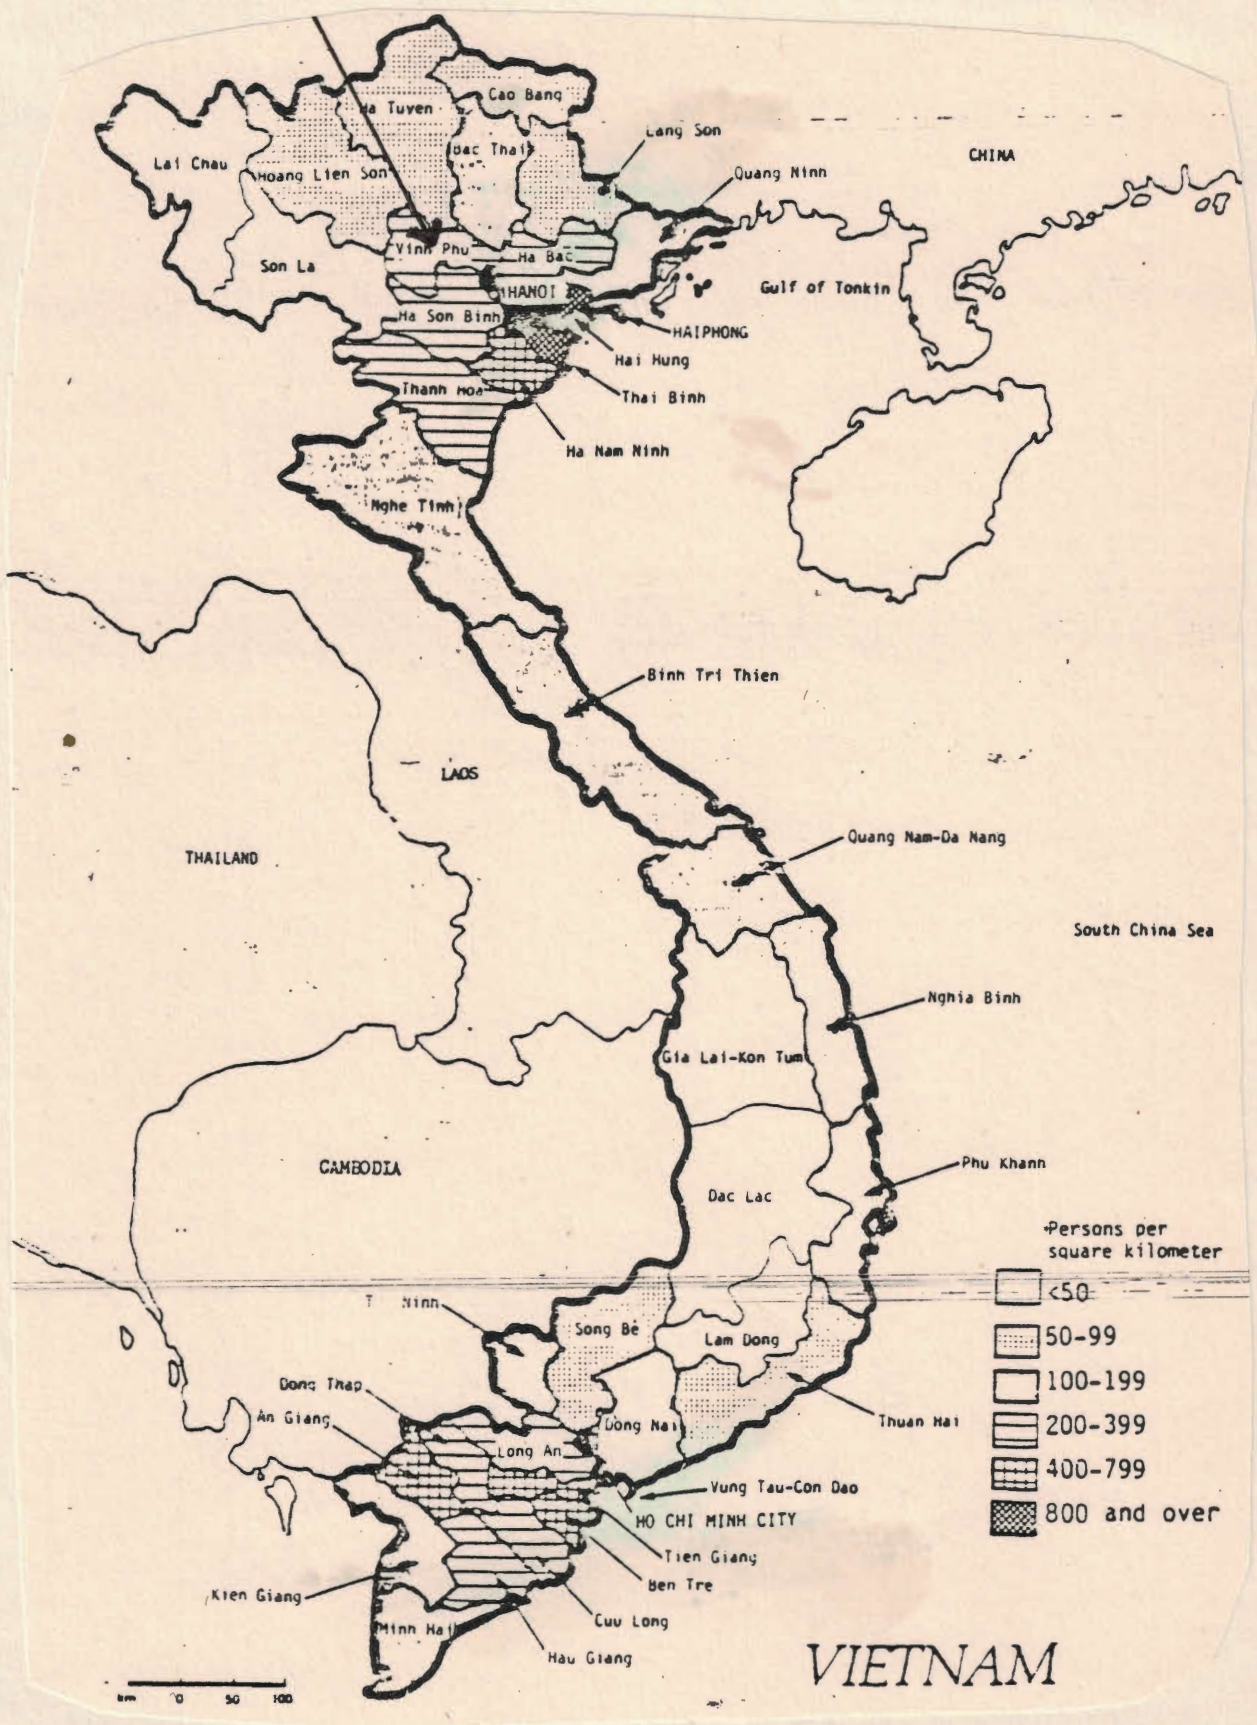 Ha Tuyen
Cao Bang
Lang Son
Bac Thai
CHINA
Lai Chau
Hoang Lien Son
Quang Ninh
Vinh Phu
Ha Bac
Son La
HANOI
Gulf of Tonkin
Ha Son Binh
HAIPHONG
Hai Hung
Thanh Hoa
Thai Binh
Ha Nam Ninh
Nghe Tinh
Binh Tri Thien
LAOS
Quang Nam-Da Nang
THAILAND
South China Sea
Nghia Binh
Gia Lai-Kon Tum
CAMBODIA
Phu Khanh
Dac Lac
Persons per
square kilometer
<50
50-99
100-199
200-399
400-799
800 and over
T Ninh
Song Be
Lam Dong
Dong Thap
An Giang
Dong Nai
Thuan Hai
Long An
Vung Tau-Con Dao
HO CHI MINH CITY
Tien Giang
Ben Tre
Kien Giang
Cuu Long
Minh Hai
Hau Giang
VIETNAM
km 0 50 100